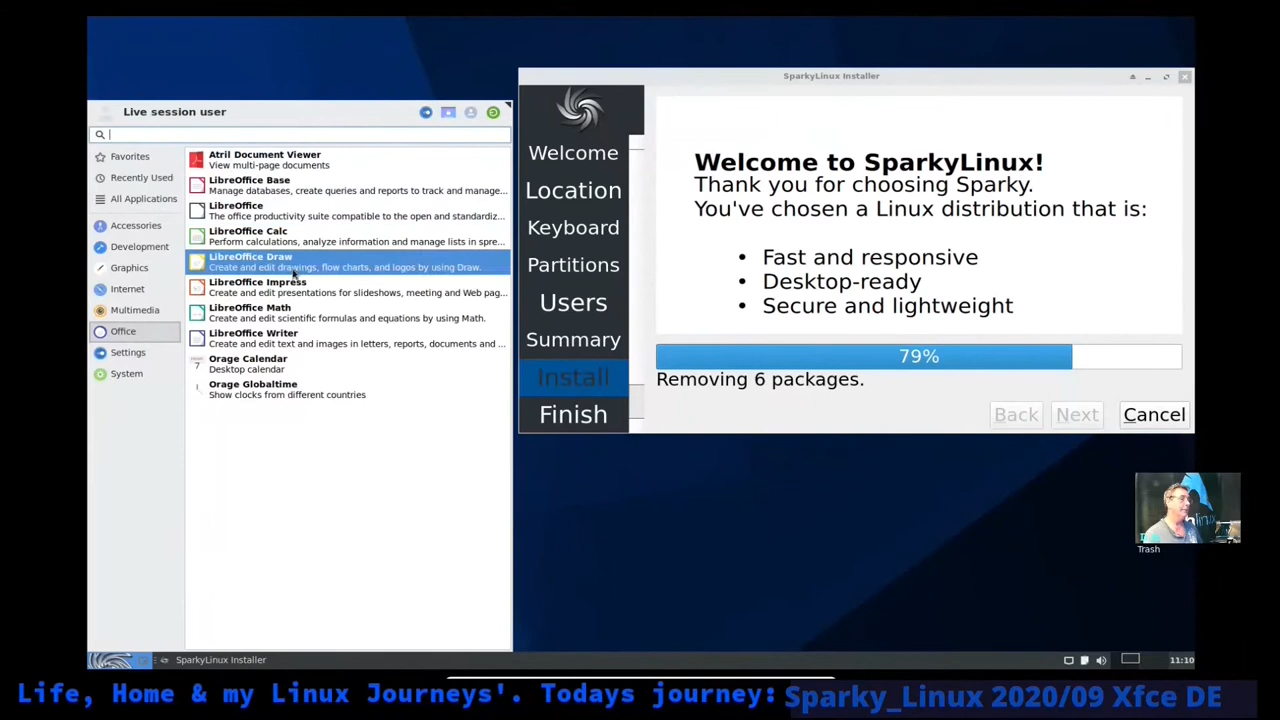 SparkyLinux Installer
Live session user
Favorites
Recently Used
All Applications
Accessories
Development
Graphics
Internet
Multimedia
Office
Settings
System
Atril Document Viewer
View multi-page documents
LibreOffice Base
Manage databases, create queries and reports to track and manage...
LibreOffice
The office productivity suite compatible to the open and standardiz...
LibreOffice Calc
Perform calculations, analyze information and manage lists in spre...
LibreOffice Draw
Create and edit drawings, flow charts, and logos by using Draw.
LibreOffice Impress
Create and edit presentations for slideshows, meeting and Web pag...
LibreOffice Math
Create and edit scientific formulas and equations by using Math.
LibreOffice Writer
Create and edit text and images in letters, reports, documents and ...
7
Orage Calendar
Desktop calendar
Orage Globaltime
Show clocks from different countries
Welcome
Location
Keyboard
Partitions
Users
Summary
Install
Finish
Welcome to SparkyLinux!
Thank you for choosing Sparky.
You've chosen a Linux distribution that is:
• Fast and responsive
• Desktop-ready
• Secure and lightweight
79%
Removing 6 packages.
Back Next Cancel
Trash
SparkyLinux Installer
11:10
Life, Home & my Linux Journeys'. Todays journey: Sparky_Linux 2020/09 Xfce DE